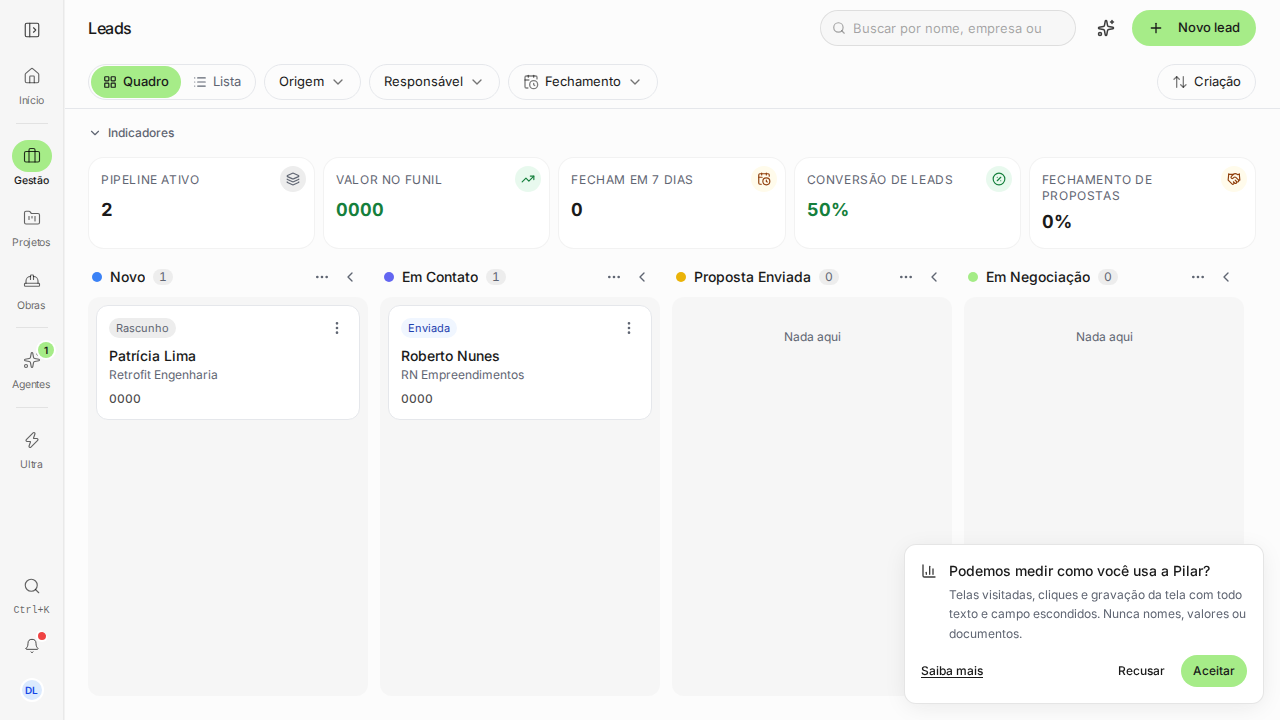 Leads
Buscar por nome, empresa ou
Novo lead
Quadro
Lista
Origem
Responsável
Fechamento
Criação
Início
Gestão
Projetos
Obras
1
Agentes
Ultra
Ctrl+K
DL
Indicadores
PIPELINE ATIVO
2
VALOR NO FUNIL
0000
FECHAM EM 7 DIAS
0
CONVERSÃO DE LEADS
50%
FECHAMENTO DE
PROPOSTAS
0%
Novo 1
Em Contato 1
Proposta Enviada 0
Em Negociação 0
Rascunho
Patrícia Lima
Retrofit Engenharia
0000
Enviada
Roberto Nunes
RN Empreendimentos
0000
Nada aqui
Nada aqui
Podemos medir como você usa a Pilar?
Telas visitadas, cliques e gravação da tela com todo
texto e campo escondidos. Nunca nomes, valores ou
documentos.
Saiba mais
Recusar
Aceitar